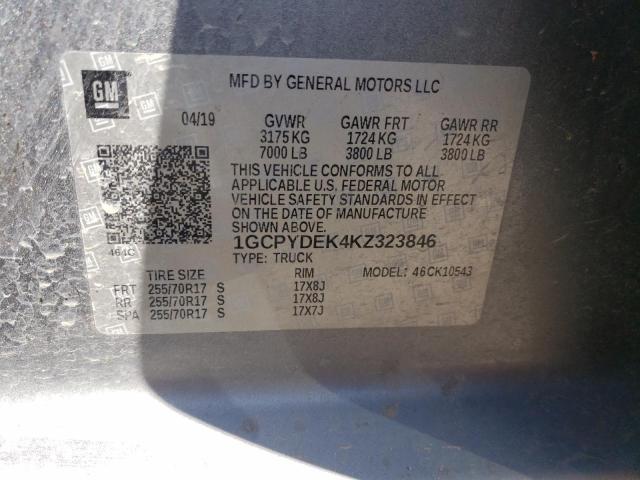 GM
MFD BY GENERAL MOTORS LLC
04/19 GVWR GAWR FRT GAWR RR
3175 KG 1724 KG 1724 KG
7000 LB 3800 LB 3800 LB
THIS VEHICLE CONFORMS TO ALL
APPLICABLE U.S. FEDERAL MOTOR
VEHICLE SAFETY STANDARDS IN EFFECT
ON THE DATE OF MANUFACTURE
SHOWN ABOVE.
464C 1GCPYDEK4KZ323846
TYPE: TRUCK
TIRE SIZE RIM MODEL: 46CK10543
FRT 255/70R17 S 17X8J
RR 255/70R17 S 17X8J
SPA 255/70R17 S 17X7J